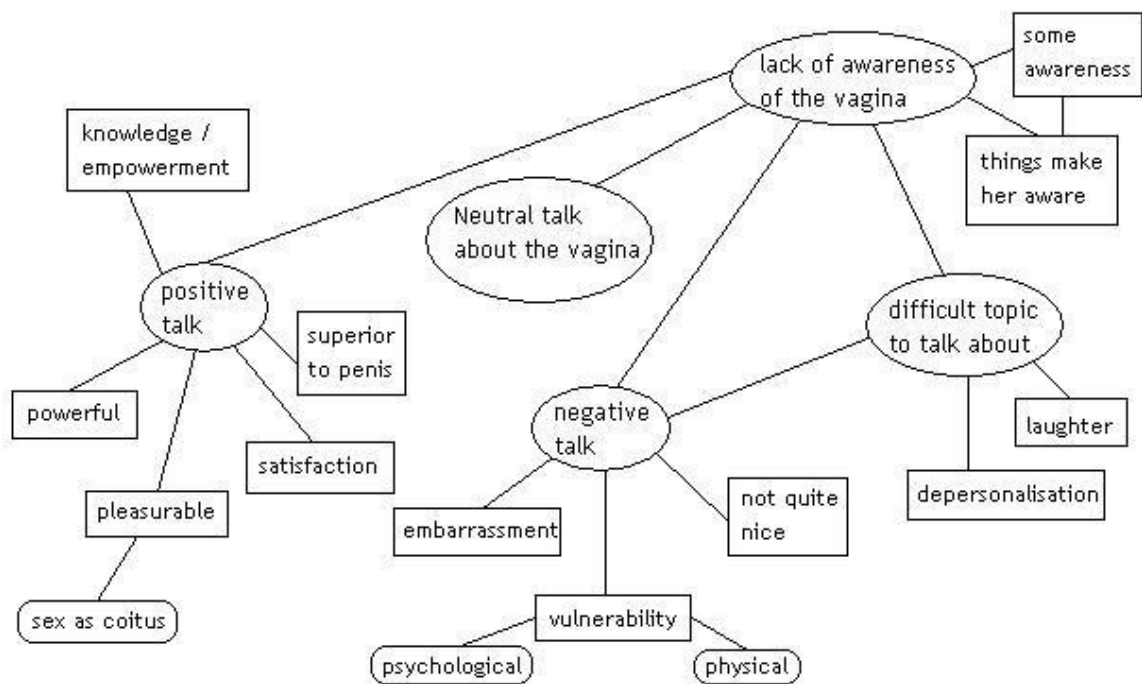 some
awareness
lack of awareness
of the vagina
knowledge /
empowerment
things make
her aware
Neutral talk
about the vagina
positive
talk
superior
to penis
difficult topic
to talk about
powerful
negative
talk
laughter
satisfaction
pleasurable
embarrassment
not quite
nice
depersonalisation
sex as coitus
vulnerability
psychological
physical